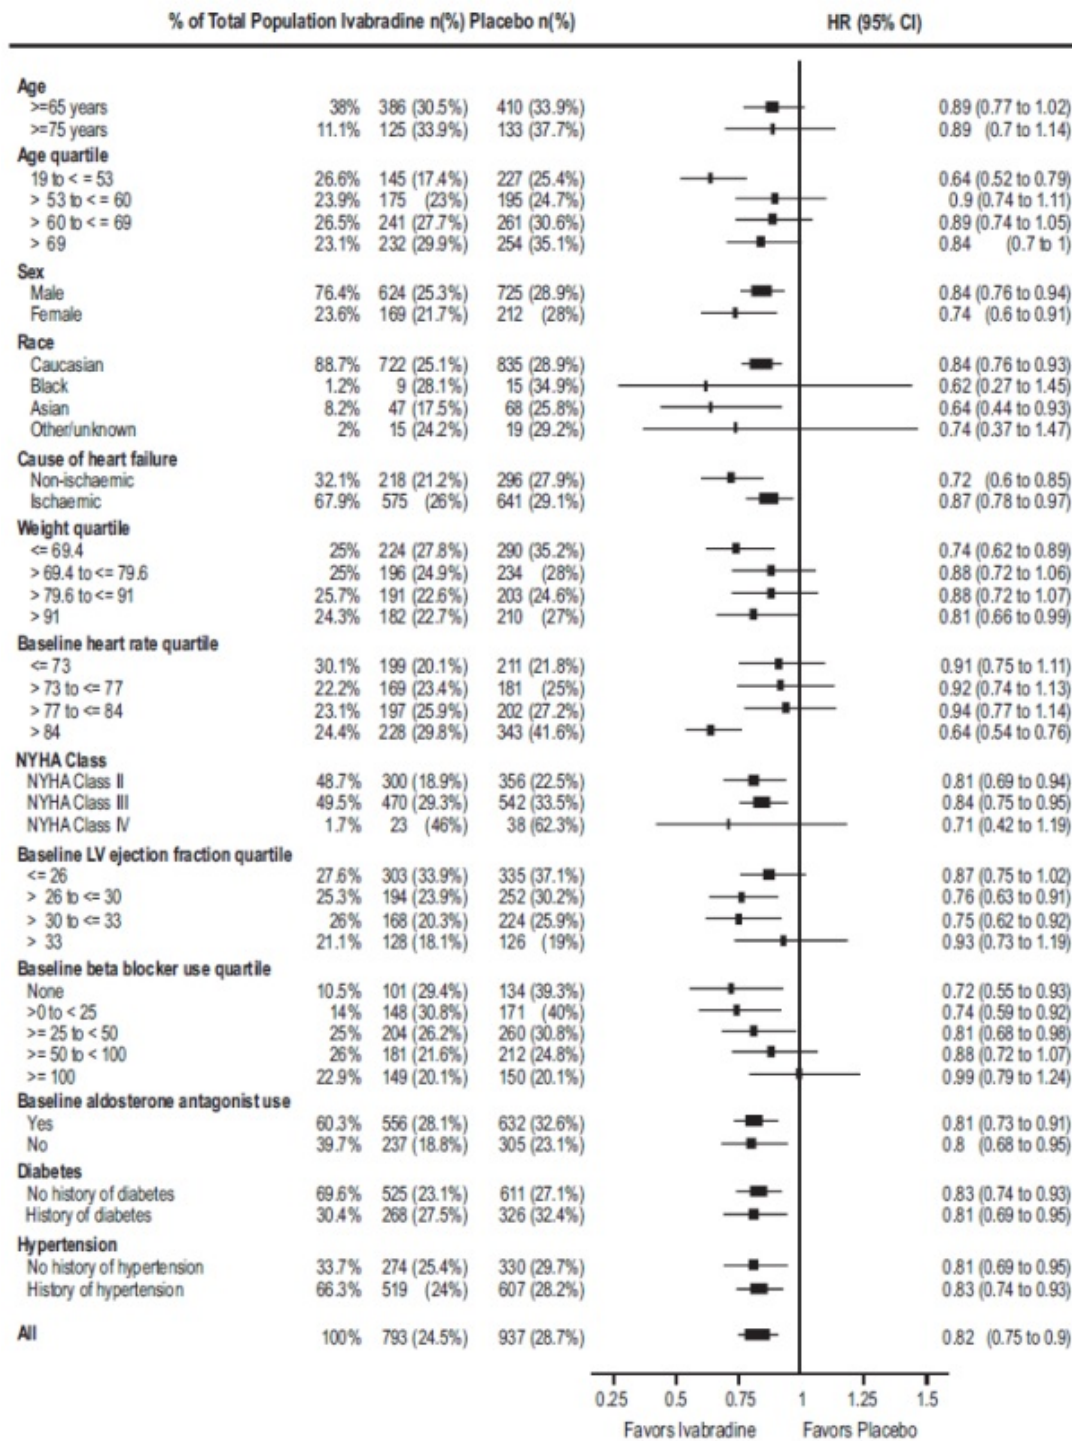 % of Total Population Ivabradine n(%) Placebo n(%) HR (95% CI)
Age
>=65 years 38% 386 (30.5%) 410 (33.9%) 0.89 (0.77 to 1.02)
>=75 years 11.1% 125 (33.9%) 133 (37.7%) 0.89 (0.7 to 1.14)
Age quartile
19 to < = 53 26.6% 145 (17.4%) 227 (25.4%) 0.64 (0.52 to 0.79)
> 53 to <= 60 23.9% 175 (23%) 195 (24.7%) 0.9 (0.74 to 1.11)
> 60 to <= 69 26.5% 241 (27.7%) 261 (30.6%) 0.89 (0.74 to 1.05)
> 69 23.1% 232 (29.9%) 254 (35.1%) 0.84 (0.7 to 1)
Sex
Male 76.4% 624 (25.3%) 725 (28.9%) 0.84 (0.76 to 0.94)
Female 23.6% 169 (21.7%) 212 (28%) 0.74 (0.6 to 0.91)
Race
Caucasian 88.7% 722 (25.1%) 835 (28.9%) 0.84 (0.76 to 0.93)
Black 1.2% 9 (28.1%) 15 (34.9%) 0.62 (0.27 to 1.45)
Asian 8.2% 47 (17.5%) 68 (25.8%) 0.64 (0.44 to 0.93)
Other/unknown 2% 15 (24.2%) 19 (29.2%) 0.74 (0.37 to 1.47)
Cause of heart failure
Non-ischaemic 32.1% 218 (21.2%) 296 (27.9%) 0.72 (0.6 to 0.85)
Ischaemic 67.9% 575 (26%) 641 (29.1%) 0.87 (0.78 to 0.97)
Weight quartile
<= 69.4 25% 224 (27.8%) 290 (35.2%) 0.74 (0.62 to 0.89)
> 69.4 to <= 79.6 25% 196 (24.9%) 234 (28%) 0.88 (0.72 to 1.06)
> 79.6 to <= 91 25.7% 191 (22.6%) 203 (24.6%) 0.88 (0.72 to 1.07)
> 91 24.3% 182 (22.7%) 210 (27%) 0.81 (0.66 to 0.99)
Baseline heart rate quartile
<= 73 30.1% 199 (20.1%) 211 (21.8%) 0.91 (0.75 to 1.11)
> 73 to <= 77 22.2% 169 (23.4%) 181 (25%) 0.92 (0.74 to 1.13)
> 77 to <= 84 23.1% 197 (25.9%) 202 (27.2%) 0.94 (0.77 to 1.14)
> 84 24.4% 228 (29.8%) 343 (41.6%) 0.64 (0.54 to 0.76)
NYHA Class
NYHA Class II 48.7% 300 (18.9%) 356 (22.5%) 0.81 (0.69 to 0.94)
NYHA Class III 49.5% 470 (29.3%) 542 (33.5%) 0.84 (0.75 to 0.95)
NYHA Class IV 1.7% 23 (46%) 38 (62.3%) 0.71 (0.42 to 1.19)
Baseline LV ejection fraction quartile
<= 26 27.6% 303 (33.9%) 335 (37.1%) 0.87 (0.75 to 1.02)
> 26 to <= 30 25.3% 194 (23.9%) 252 (30.2%) 0.76 (0.63 to 0.91)
> 30 to <= 33 26% 168 (20.3%) 224 (25.9%) 0.75 (0.62 to 0.92)
> 33 21.1% 128 (18.1%) 126 (19%) 0.93 (0.73 to 1.19)
Baseline beta blocker use quartile
None 10.5% 101 (29.4%) 134 (39.3%) 0.72 (0.55 to 0.93)
>0 to < 25 14% 148 (30.8%) 171 (40%) 0.74 (0.59 to 0.92)
>= 25 to < 50 25% 204 (26.2%) 260 (30.8%) 0.81 (0.68 to 0.98)
>= 50 to < 100 26% 181 (21.6%) 212 (24.8%) 0.88 (0.72 to 1.07)
>= 100 22.9% 149 (20.1%) 150 (20.1%) 0.99 (0.79 to 1.24)
Baseline aldosterone antagonist use
Yes 60.3% 556 (28.1%) 632 (32.6%) 0.81 (0.73 to 0.91)
No 39.7% 237 (18.8%) 305 (23.1%) 0.8 (0.68 to 0.95)
Diabetes
No history of diabetes 69.6% 525 (23.1%) 611 (27.1%) 0.83 (0.74 to 0.93)
History of diabetes 30.4% 268 (27.5%) 326 (32.4%) 0.81 (0.69 to 0.95)
Hypertension
No history of hypertension 33.7% 274 (25.4%) 330 (29.7%) 0.81 (0.69 to 0.95)
History of hypertension 66.3% 519 (24%) 607 (28.2%) 0.83 (0.74 to 0.93)
All 100% 793 (24.5%) 937 (28.7%) 0.82 (0.75 to 0.9)
0.25 0.5 0.75 1 1.25 1.5
Favors Ivabradine Favors Placebo